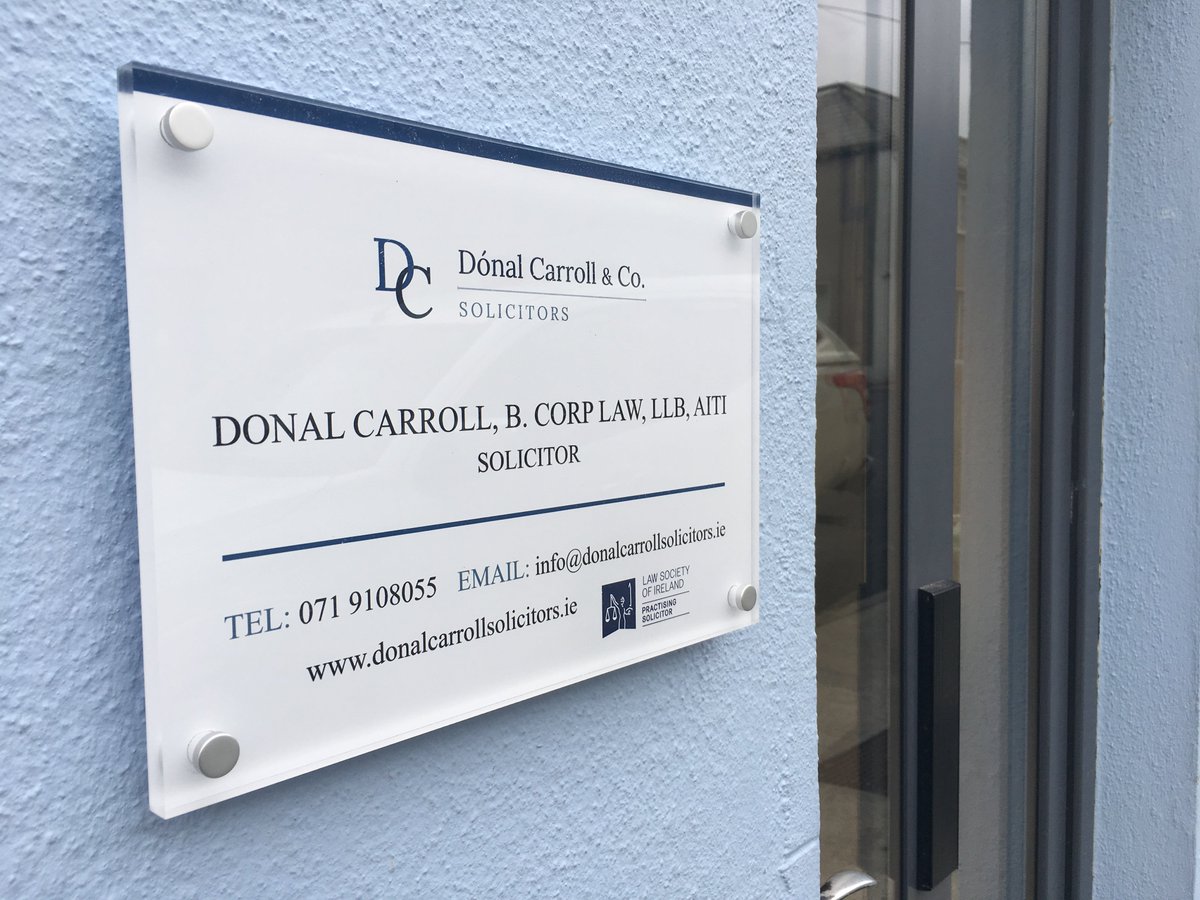 DC
Dónal Carroll & Co.
SOLICITORS
DONAL CARROLL, B. CORP LAW, LLB, AITI
SOLICITOR
TEL: 071 9108055 EMAIL: info@donalcarrollsolicitors.ie
www.donalcarrollsolicitors.ie
LAW SOCIETY
OF IRELAND
PRACTISING
SOLICITOR